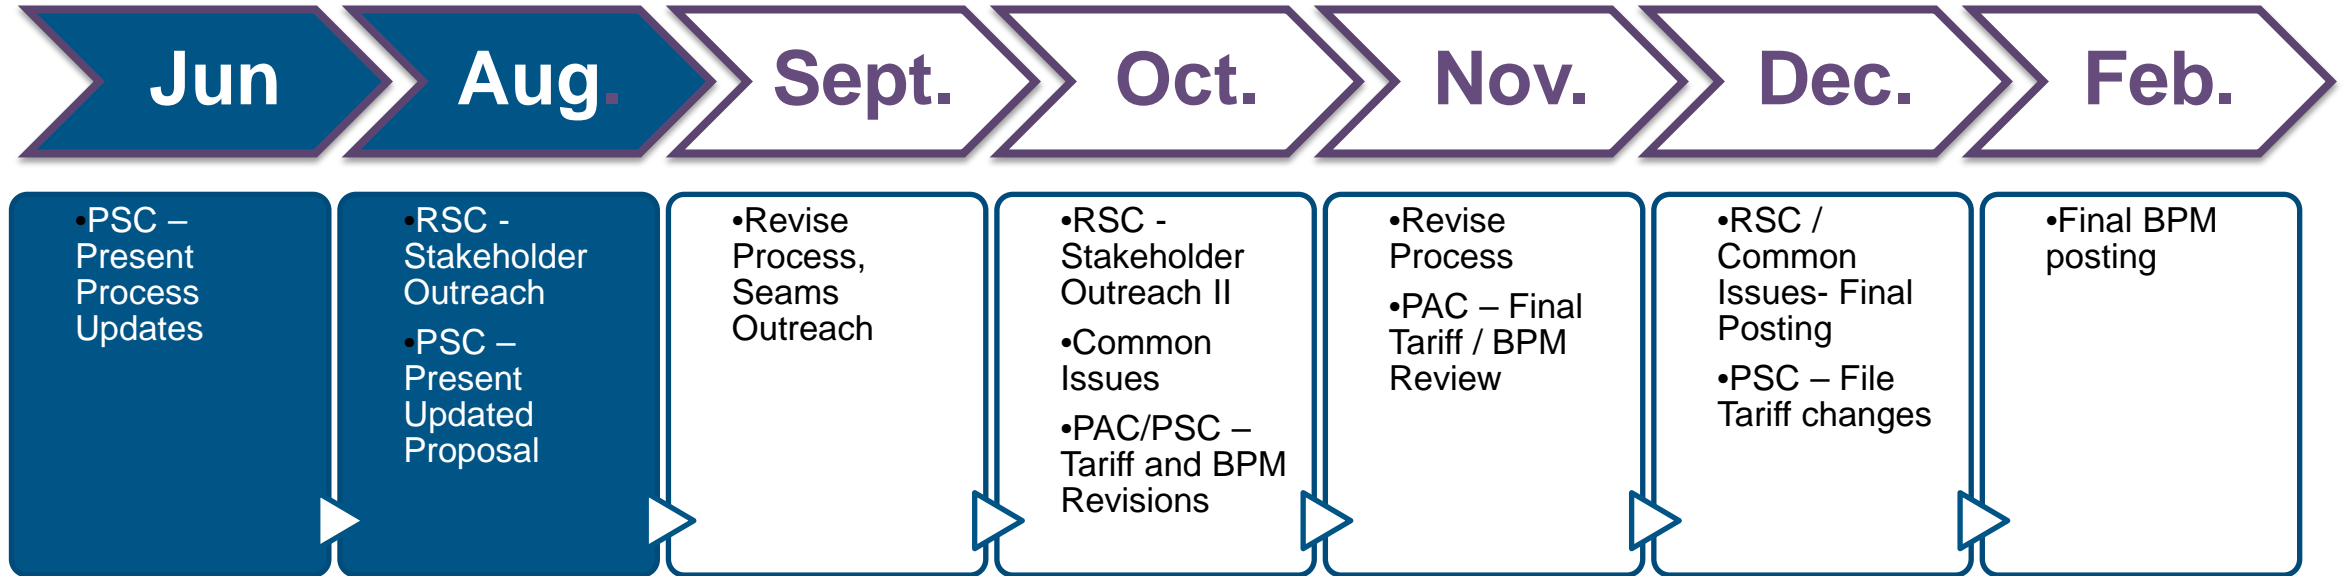 Jun
Aug.
Sept.
Oct.
Nov.
Dec.
Feb.
•PSC –
Present
Process
Updates
•RSC -
Stakeholder
Outreach
•PSC –
Present
Updated
Proposal
•Revise
Process,
Seams
Outreach
•RSC -
Stakeholder
Outreach II
•Common
Issues
•PAC/PSC –
Tariff and BPM
Revisions
•Revise
Process
•PAC – Final
Tariff / BPM
Review
•RSC /
Common
Issues- Final
Posting
•PSC – File
Tariff changes
•Final BPM
posting